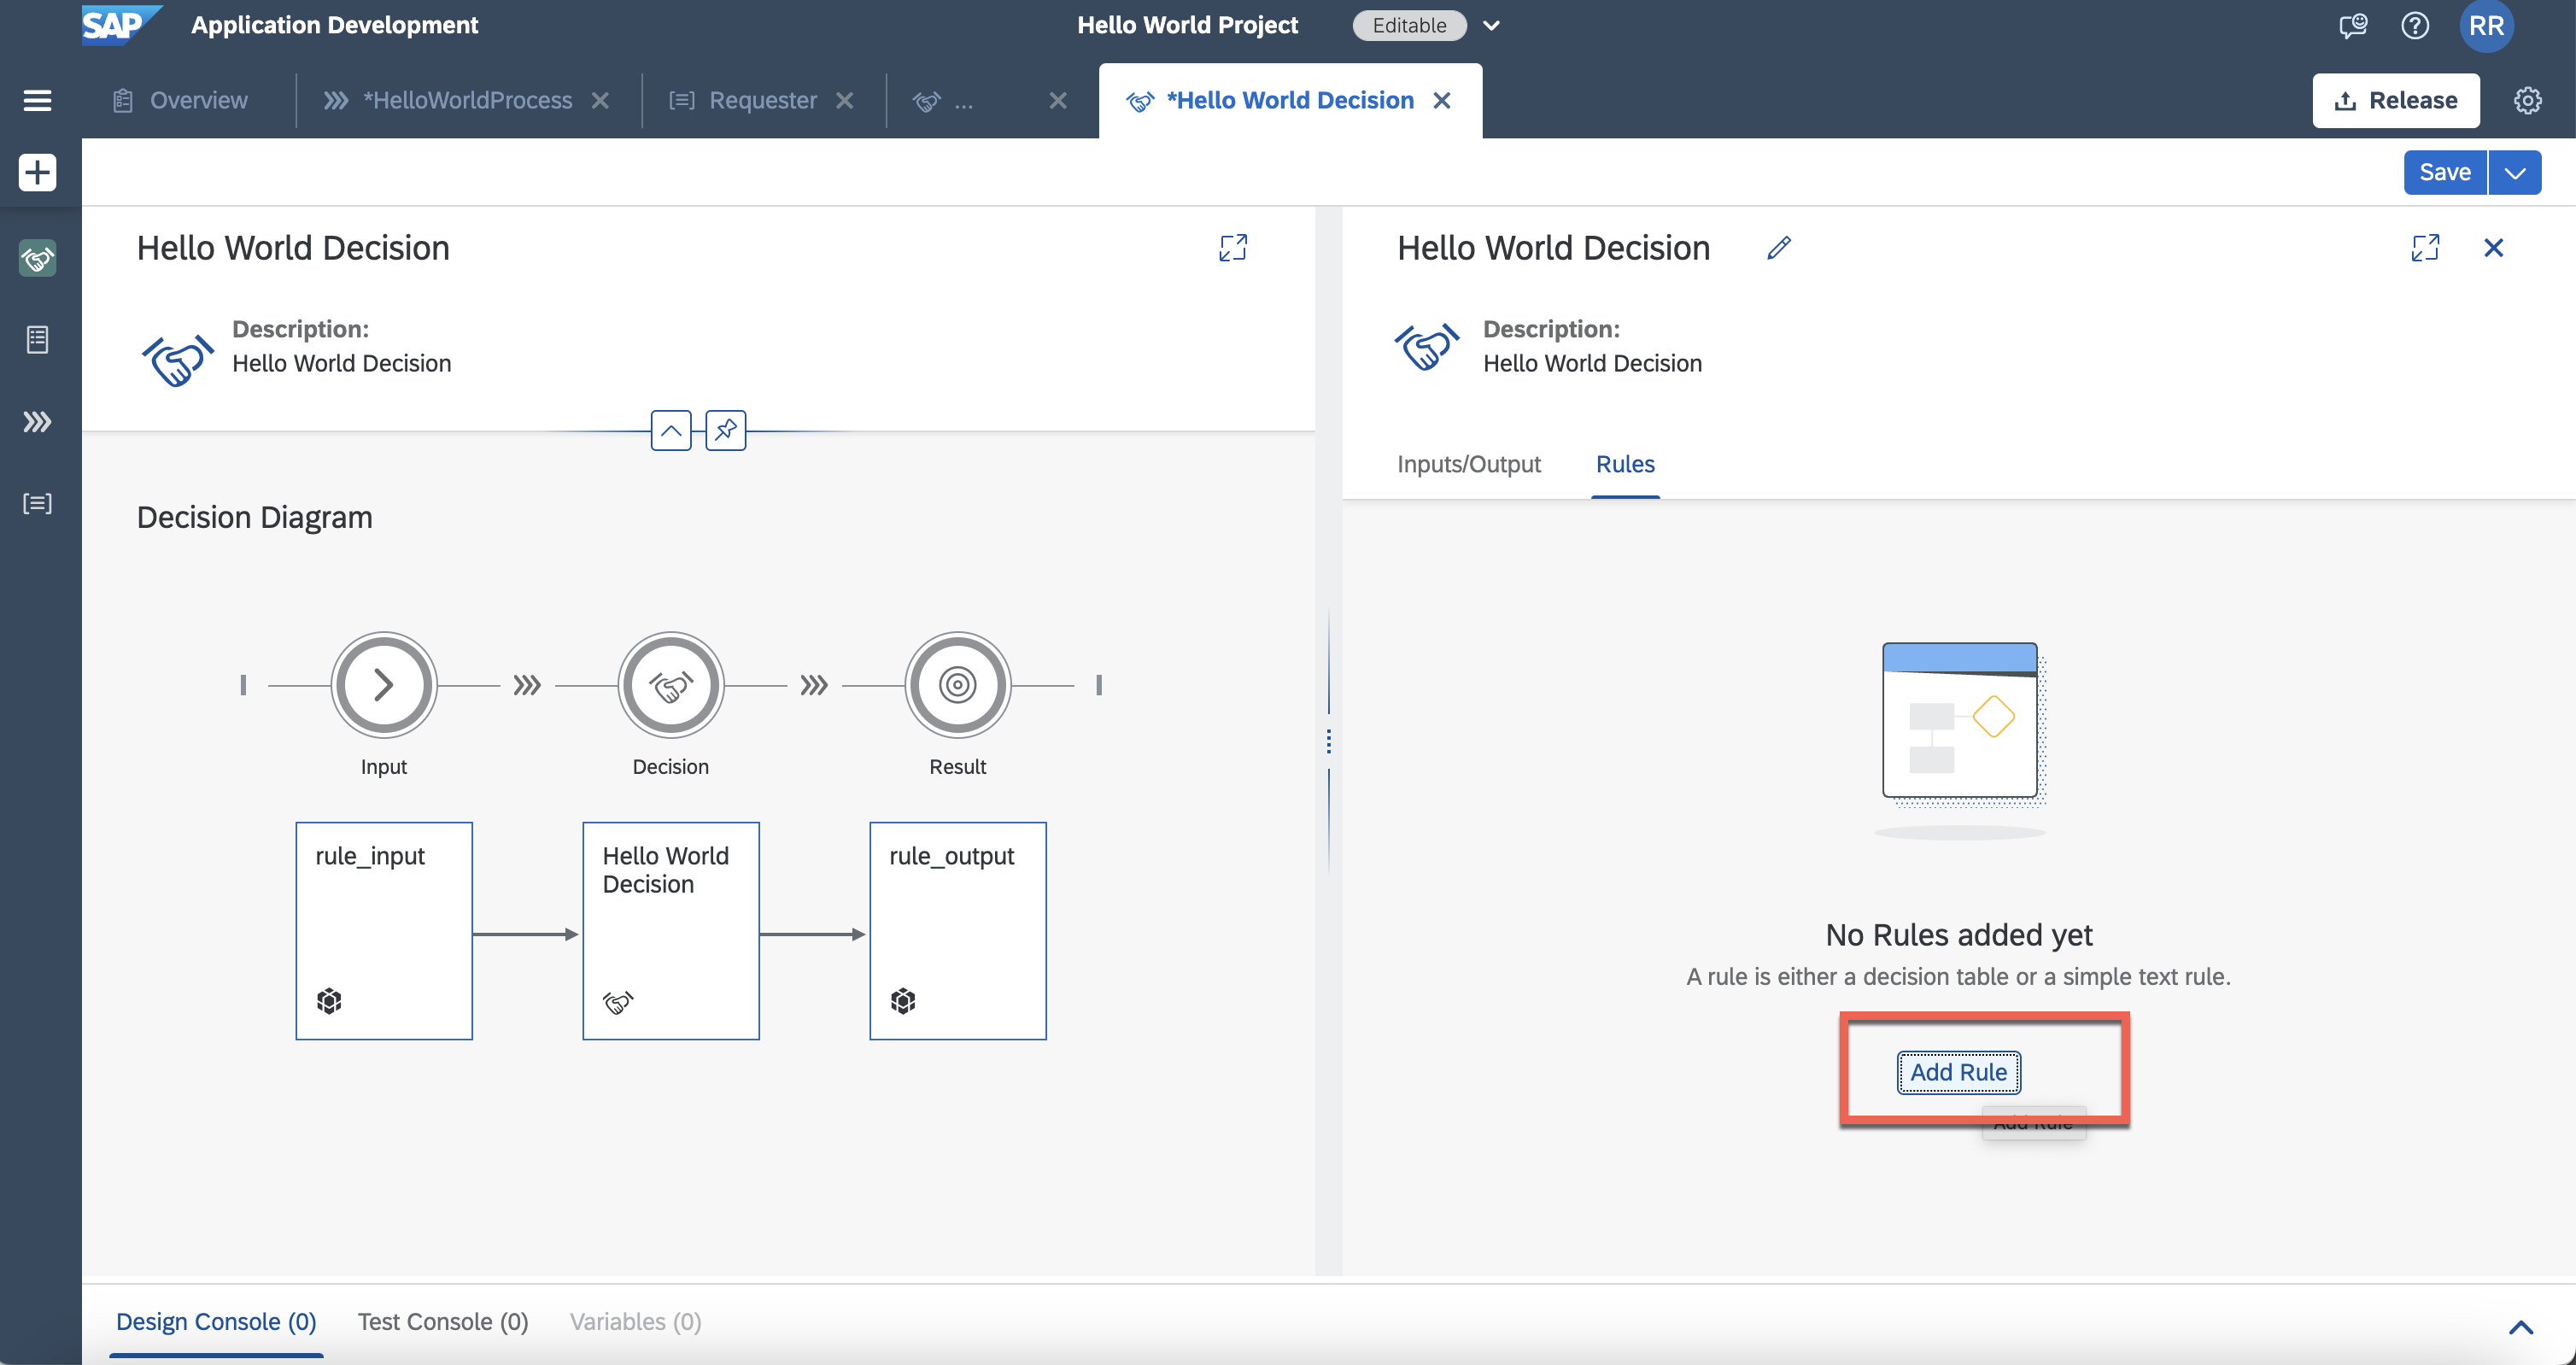 SAP Application Development
Hello World Project
Editable
RR
Overview
*HelloWorldProcess
Requester
...
*Hello World Decision
Release
Save
Hello World Decision
Description:
Hello World Decision
Decision Diagram
Input
Decision
Result
rule_input
Hello World
Decision
rule_output
Hello World Decision
Description:
Hello World Decision
Inputs/Output
Rules
No Rules added yet
A rule is either a decision table or a simple text rule.
Add Rule
Add Rule
Design Console (0)
Test Console (0)
Variables (0)